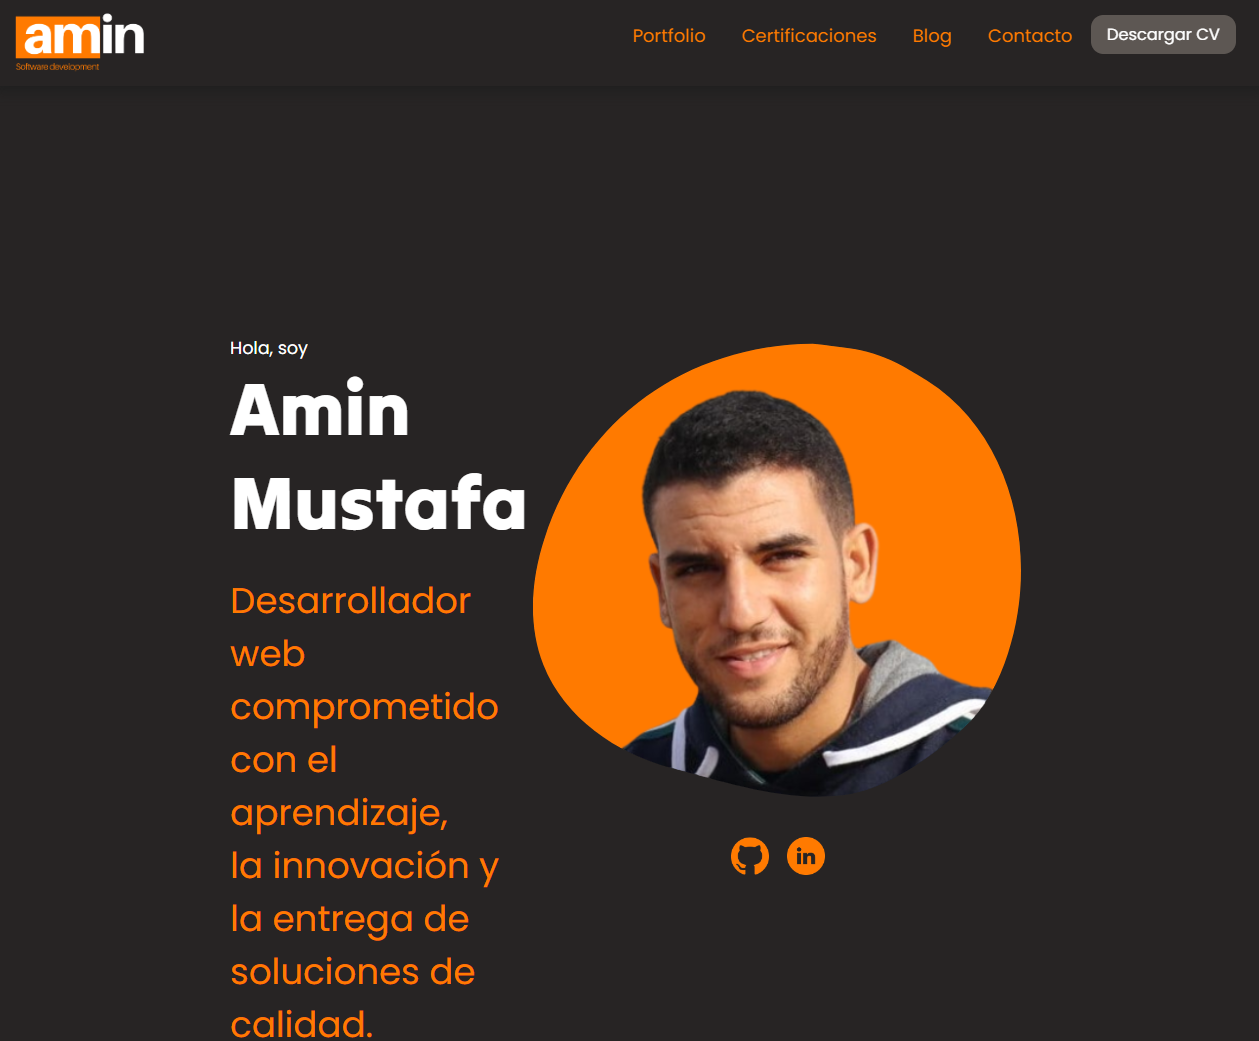 amin
Software development
Portfolio
Certificaciones
Blog
Contacto
Descargar CV
Hola, soy
Amin
Mustafa
Desarrollador
web
comprometido
con el
aprendizaje,
la innovación y
la entrega de
soluciones de
calidad.
in